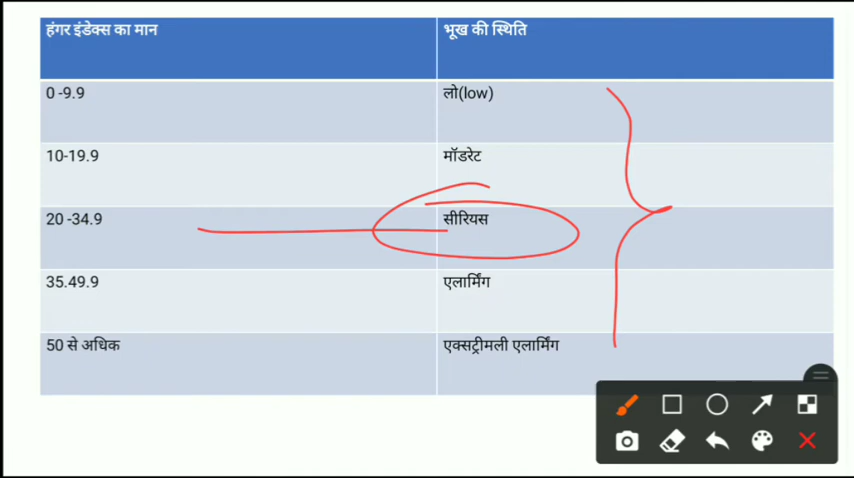 हंगर इंडेक्स का मान भूख की स्थिति
0 -9.9 लो(low)
10-19.9 मॉडरेट
20 -34.9 सीरियस
35.49.9 एलार्मिंग
50 से अधिक एक्सट्रीमली एलार्मिंग